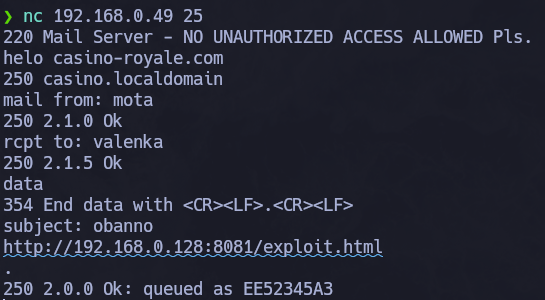 ❯ nc 192.168.0.49 25
220 Mail Server - NO UNAUTHORIZED ACCESS ALLOWED Pls.
helo casino-royale.com
250 casino.localdomain
mail from: mota
250 2.1.0 Ok
rcpt to: valenka
250 2.1.5 Ok
data
354 End data with <CR><LF>.<CR><LF>
subject: obanno
http://192.168.0.128:8081/exploit.html
.
250 2.0.0 Ok: queued as EE52345A3